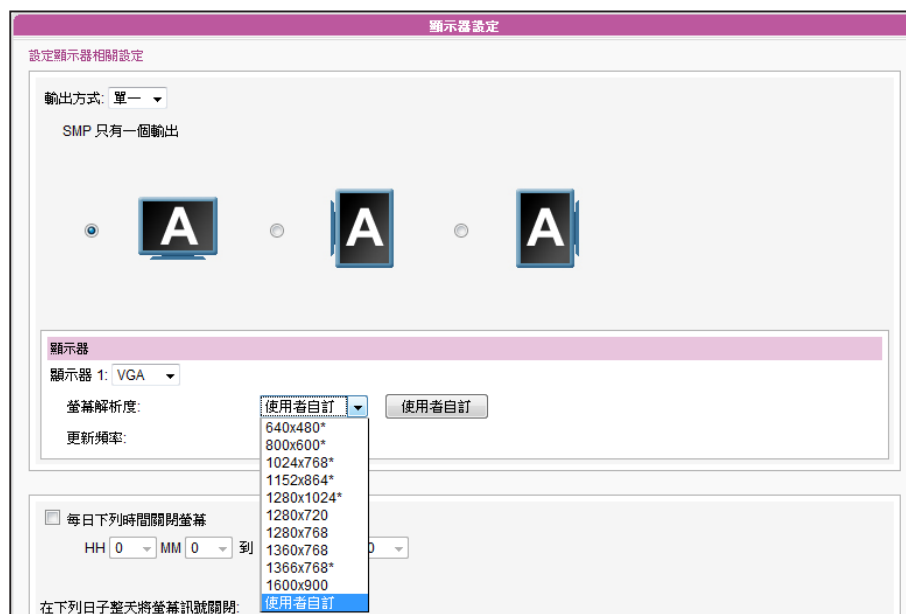 顯示器設定
設定顯示器相關設定
輸出方式: 單一
SMP 只有一個輸出
A A A
顯示器
顯示器 1: VGA
螢幕解析度: 使用者自訂 使用者自訂
更新頻率:
640x480*
800x600*
1024x768*
1152x864*
1280x1024*
1280x720
1280x768
1360x768
1366x768*
1600x900
使用者自訂
每日下列時間關閉螢幕
HH 0 MM 0 到 0
在下列日子整天將螢幕訊號關閉: